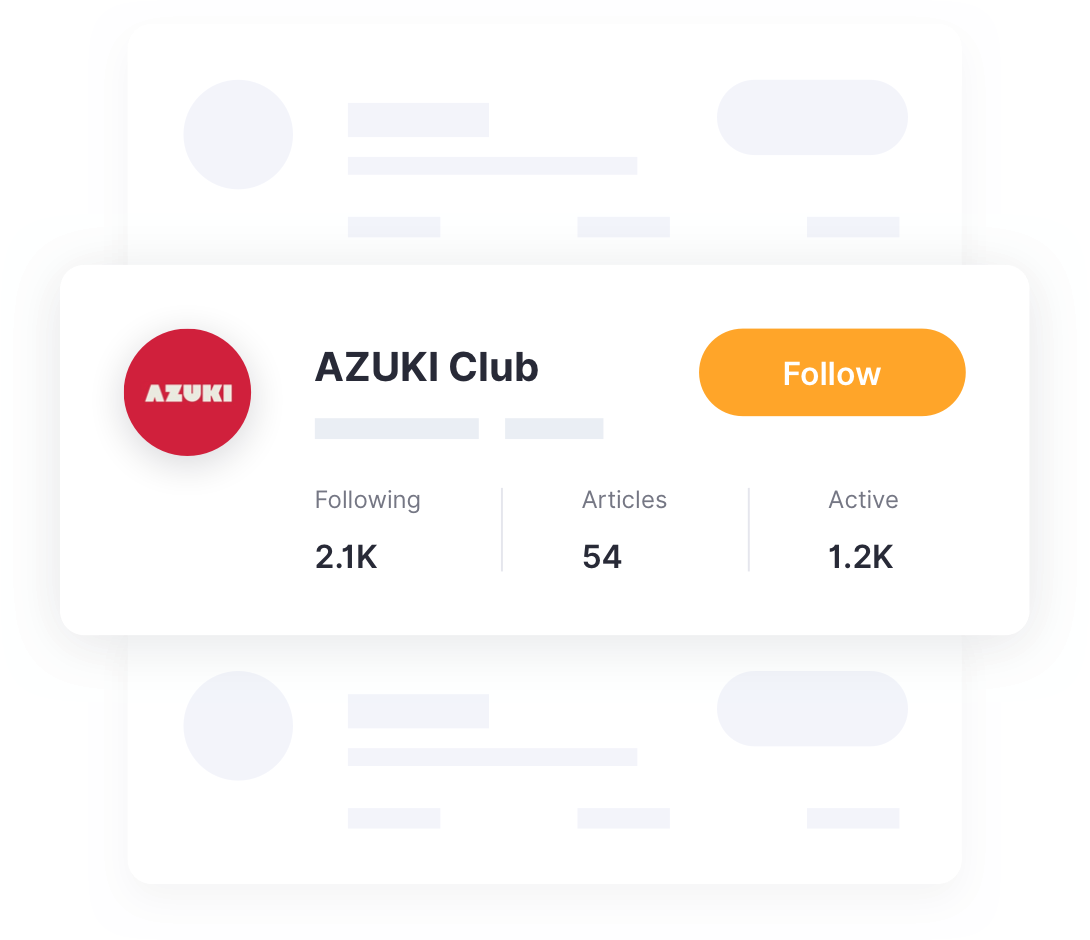 AZUKI
AZUKI Club
Follow
Following
Articles
Active
2.1K
54
1.2K